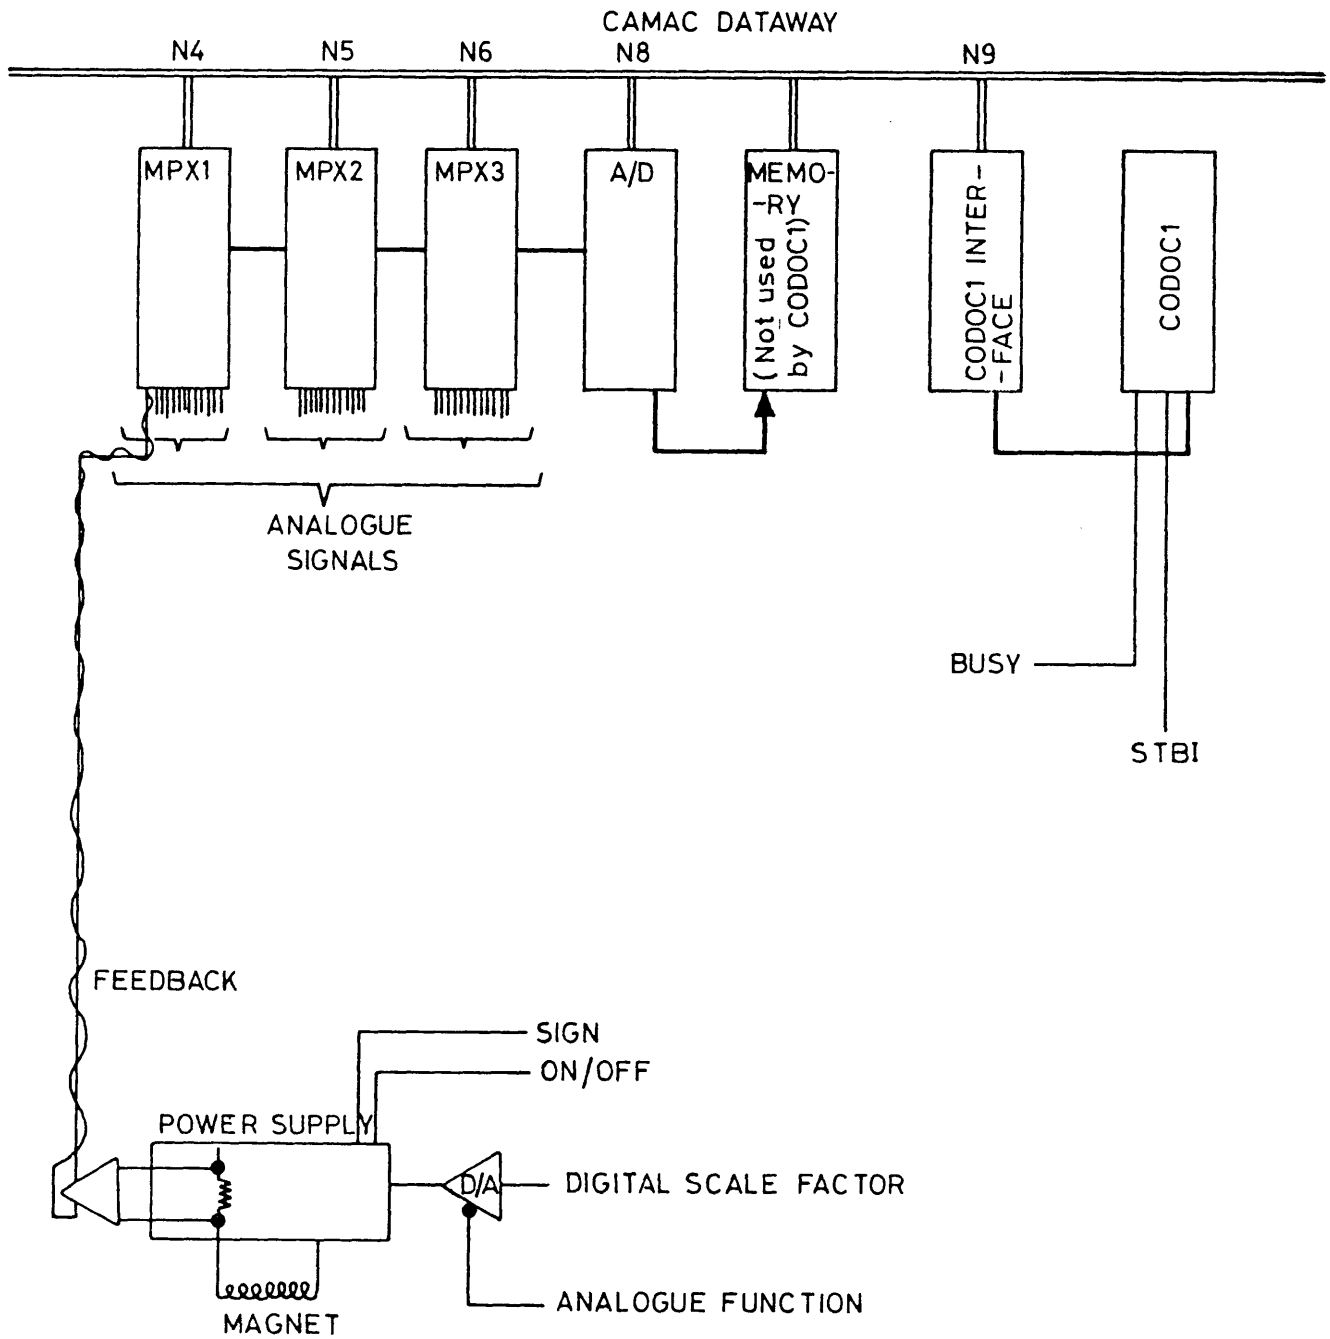 CAMAC DATAWAY
N4 N5 N6 N8 N9
MPX1
MPX2
MPX3
A/D
MEMO-
-RY
(Not used
by CODOC1)
CODOC1 INTER-
-FACE
CODOC1
ANALOGUE
SIGNALS
BUSY
STBI
FEEDBACK
SIGN
ON/OFF
POWER SUPPLY
D/A
DIGITAL SCALE FACTOR
ANALOGUE FUNCTION
MAGNET